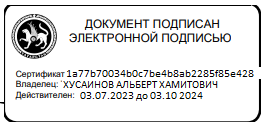 ДОКУМЕНТ ПОДПИСАН
ЭЛЕКТРОННОЙ ПОДПИСЬЮ
Сертификат 1a77b70034b0c7be4b8ab2285f85e428
Владелец: ХУСАИНОВ АЛЬБЕРТ ХАМИТОВИЧ
Действителен: 03.07.2023 до 03.10 2024